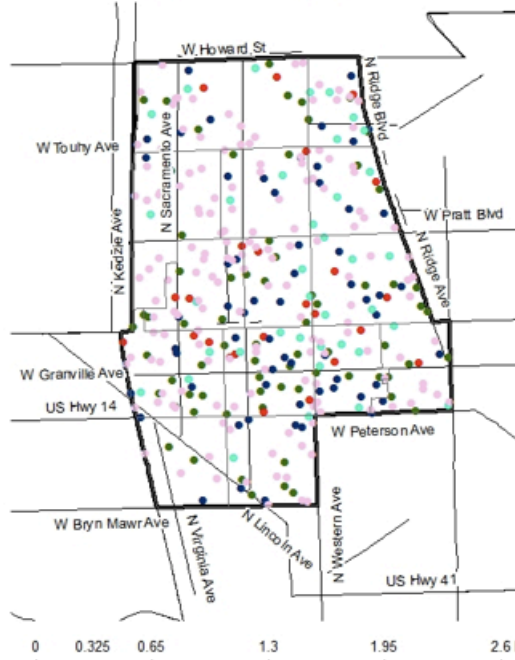 W Howard St
N Ridge Blvd
W Touhy Ave
N Sacramento Ave
W Pratt Blvd
N Kedzie Ave
N Ridge Ave
W Granville Ave
US Hwy 14
W Peterson Ave
W Bryn Mawr Ave
N Virginia Ave
N Lincoln Ave
N Western Ave
US Hwy 41
0 0.325 0.65 1.3 1.95 2.6